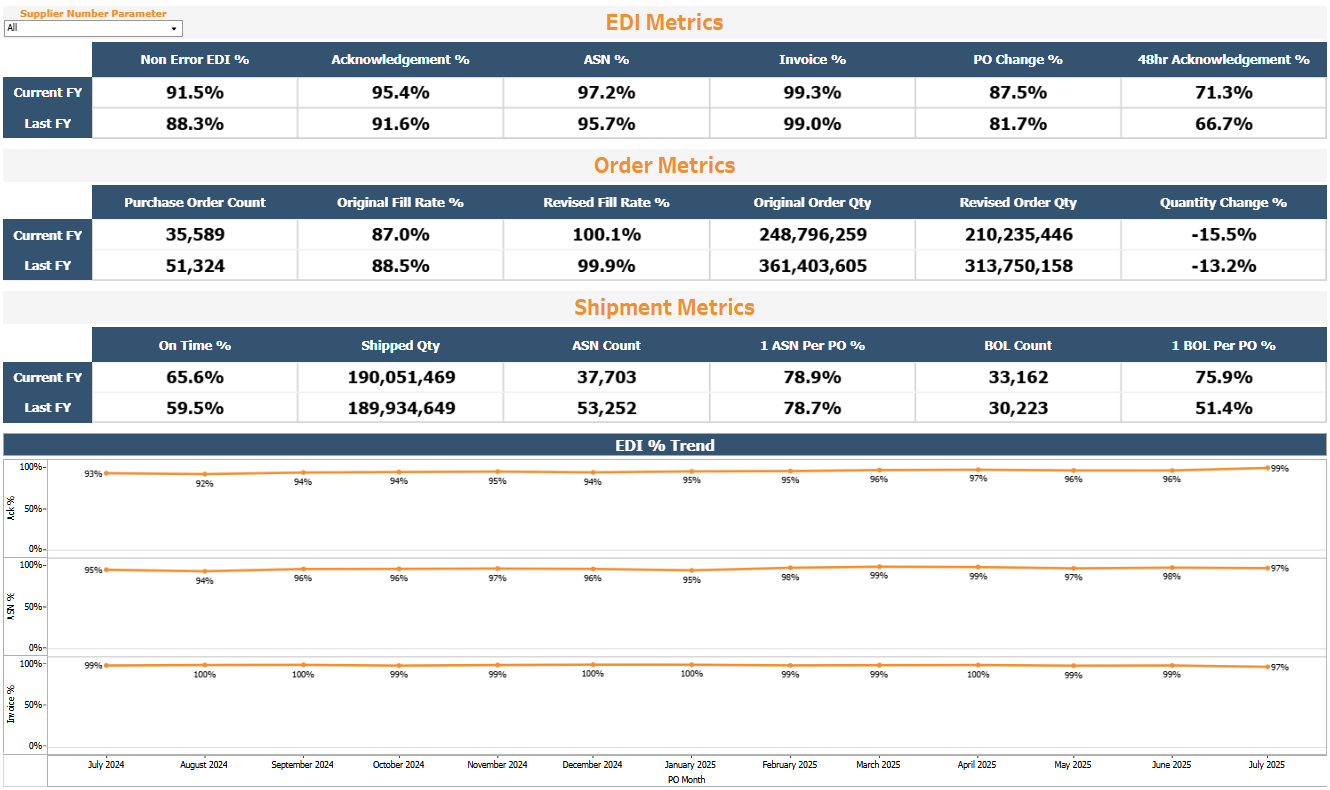 Supplier Number Parameter
All
EDI Metrics
Non Error EDI % Acknowledgement % ASN % Invoice % PO Change % 48hr Acknowledgement %
Current FY 91.5% 95.4% 97.2% 99.3% 87.5% 71.3%
Last FY 88.3% 91.6% 95.7% 99.0% 81.7% 66.7%
Order Metrics
Purchase Order Count Original Fill Rate % Revised Fill Rate % Original Order Qty Revised Order Qty Quantity Change %
Current FY 35,589 87.0% 100.1% 248,796,259 210,235,446 -15.5%
Last FY 51,324 88.5% 99.9% 361,403,605 313,750,158 -13.2%
Shipment Metrics
On Time % Shipped Qty ASN Count 1 ASN Per PO % BOL Count 1 BOL Per PO %
Current FY 65.6% 190,051,469 37,703 78.9% 33,162 75.9%
Last FY 59.5% 189,934,649 53,252 78.7% 30,223 51.4%
EDI % Trend
Ack %
100%
50%
0%
93% 92% 94% 94% 95% 94% 95% 95% 96% 97% 96% 96% 99%
ASN %
100%
50%
0%
95% 94% 96% 96% 97% 96% 95% 98% 99% 99% 97% 98% 97%
Invoice %
100%
50%
0%
99% 100% 100% 99% 99% 100% 100% 99% 99% 100% 99% 99% 97%
July 2024 August 2024 September 2024 October 2024 November 2024 December 2024 January 2025 February 2025 March 2025 April 2025 May 2025 June 2025 July 2025
PO Month